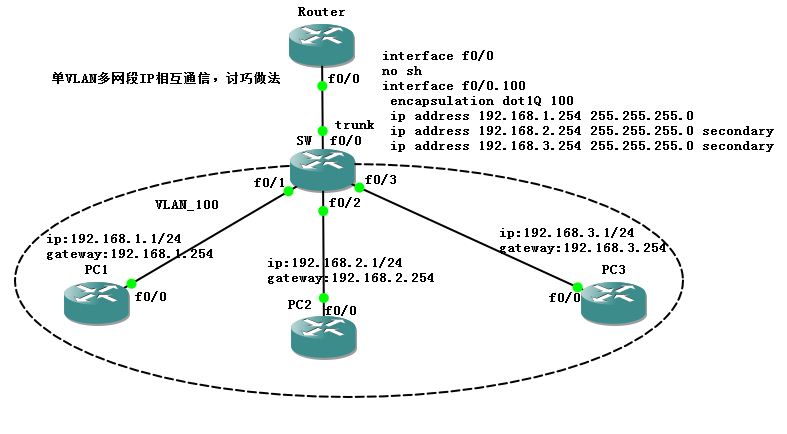 Router
f0/0
单VLAN多网段IP相互通信，讨巧做法
interface f0/0
no sh
interface f0/0.100
encapsulation dot1Q 100
ip address 192.168.1.254 255.255.255.0
ip address 192.168.2.254 255.255.255.0 secondary
ip address 192.168.3.254 255.255.255.0 secondary
trunk
SW
f0/0
f0/1
f0/2
f0/3
VLAN_100
ip:192.168.1.1/24
gateway:192.168.1.254
PC1
f0/0
ip:192.168.2.1/24
gateway:192.168.2.254
PC2
f0/0
ip:192.168.3.1/24
gateway:192.168.3.254
PC3
f0/0